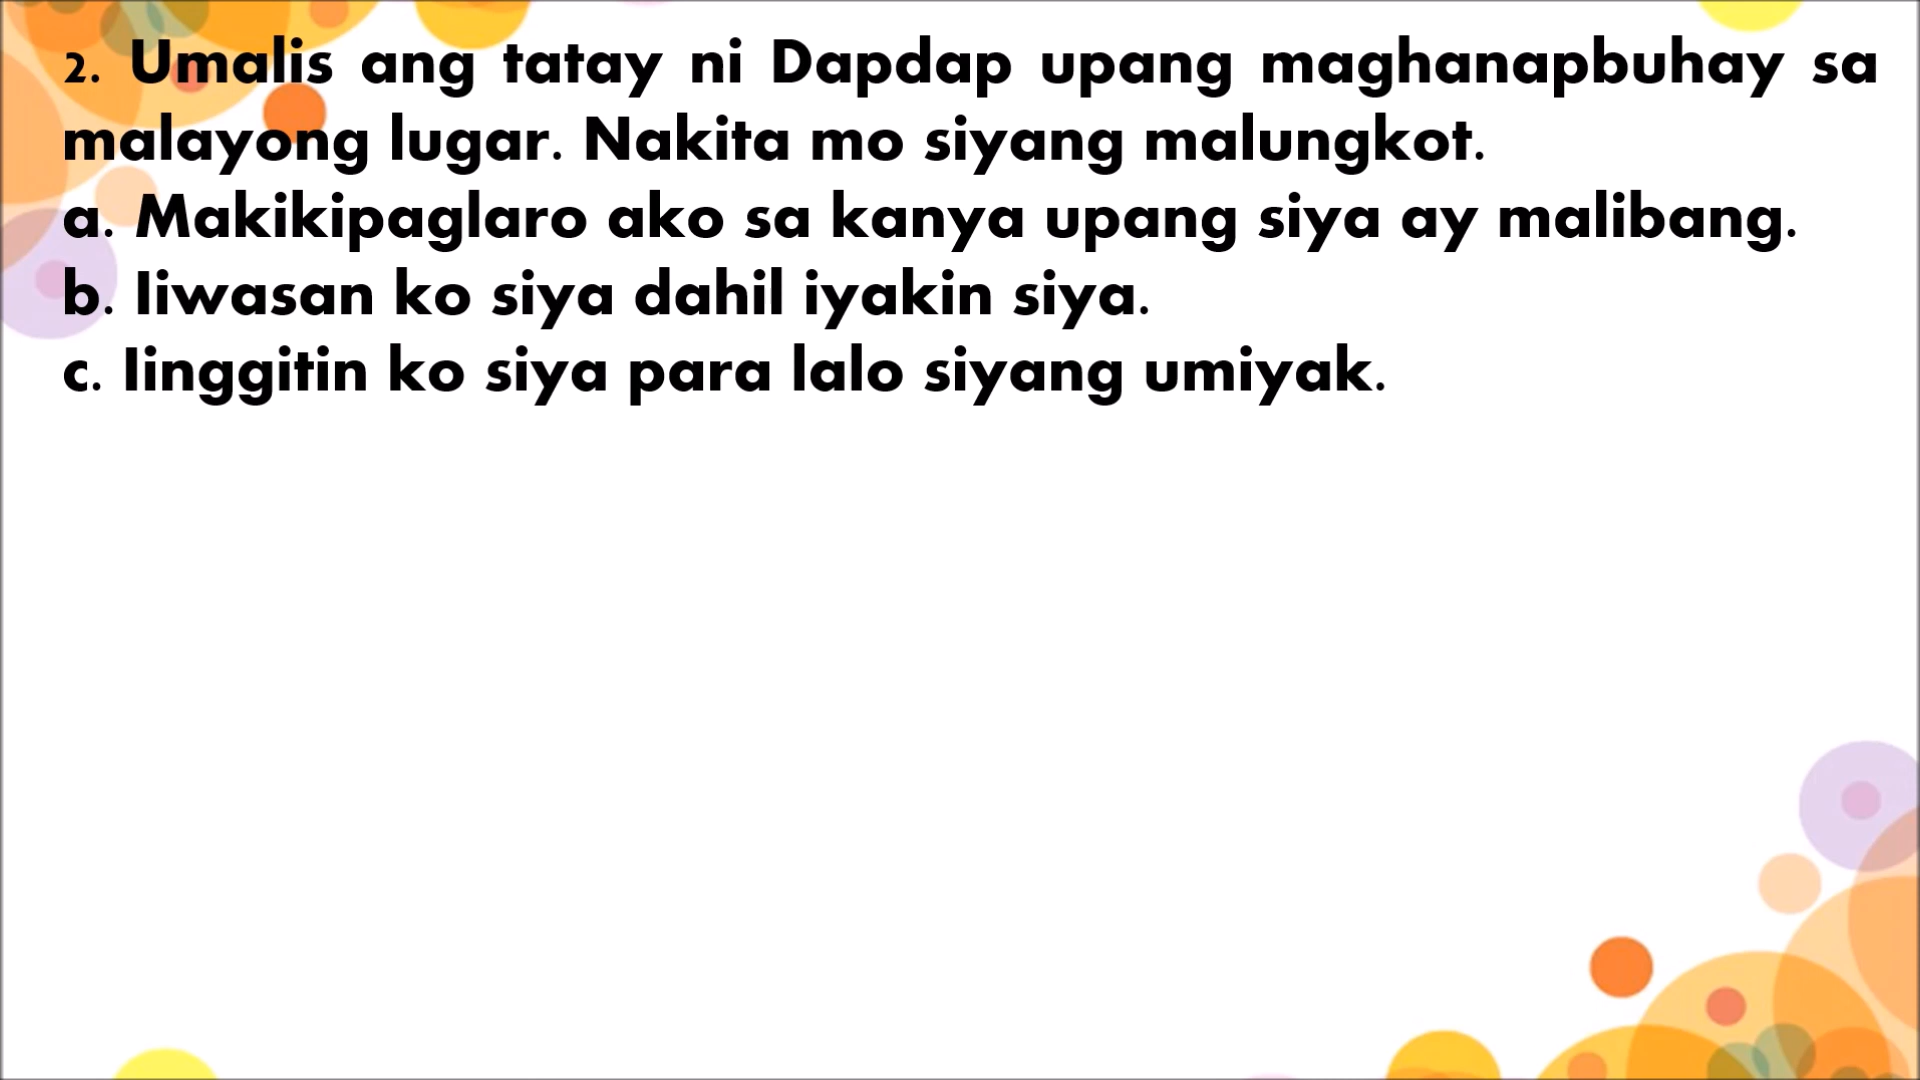 2. Umalis ang tatay ni Dapdap upang maghanapbuhay sa
malayong lugar. Nakita mo siyang malungkot.
a. Makikipaglaro ako sa kanya upang siya ay malibang.
b. Iiwasan ko siya dahil iyakin siya.
c. Iinggitin ko siya para lalo siyang umiyak.